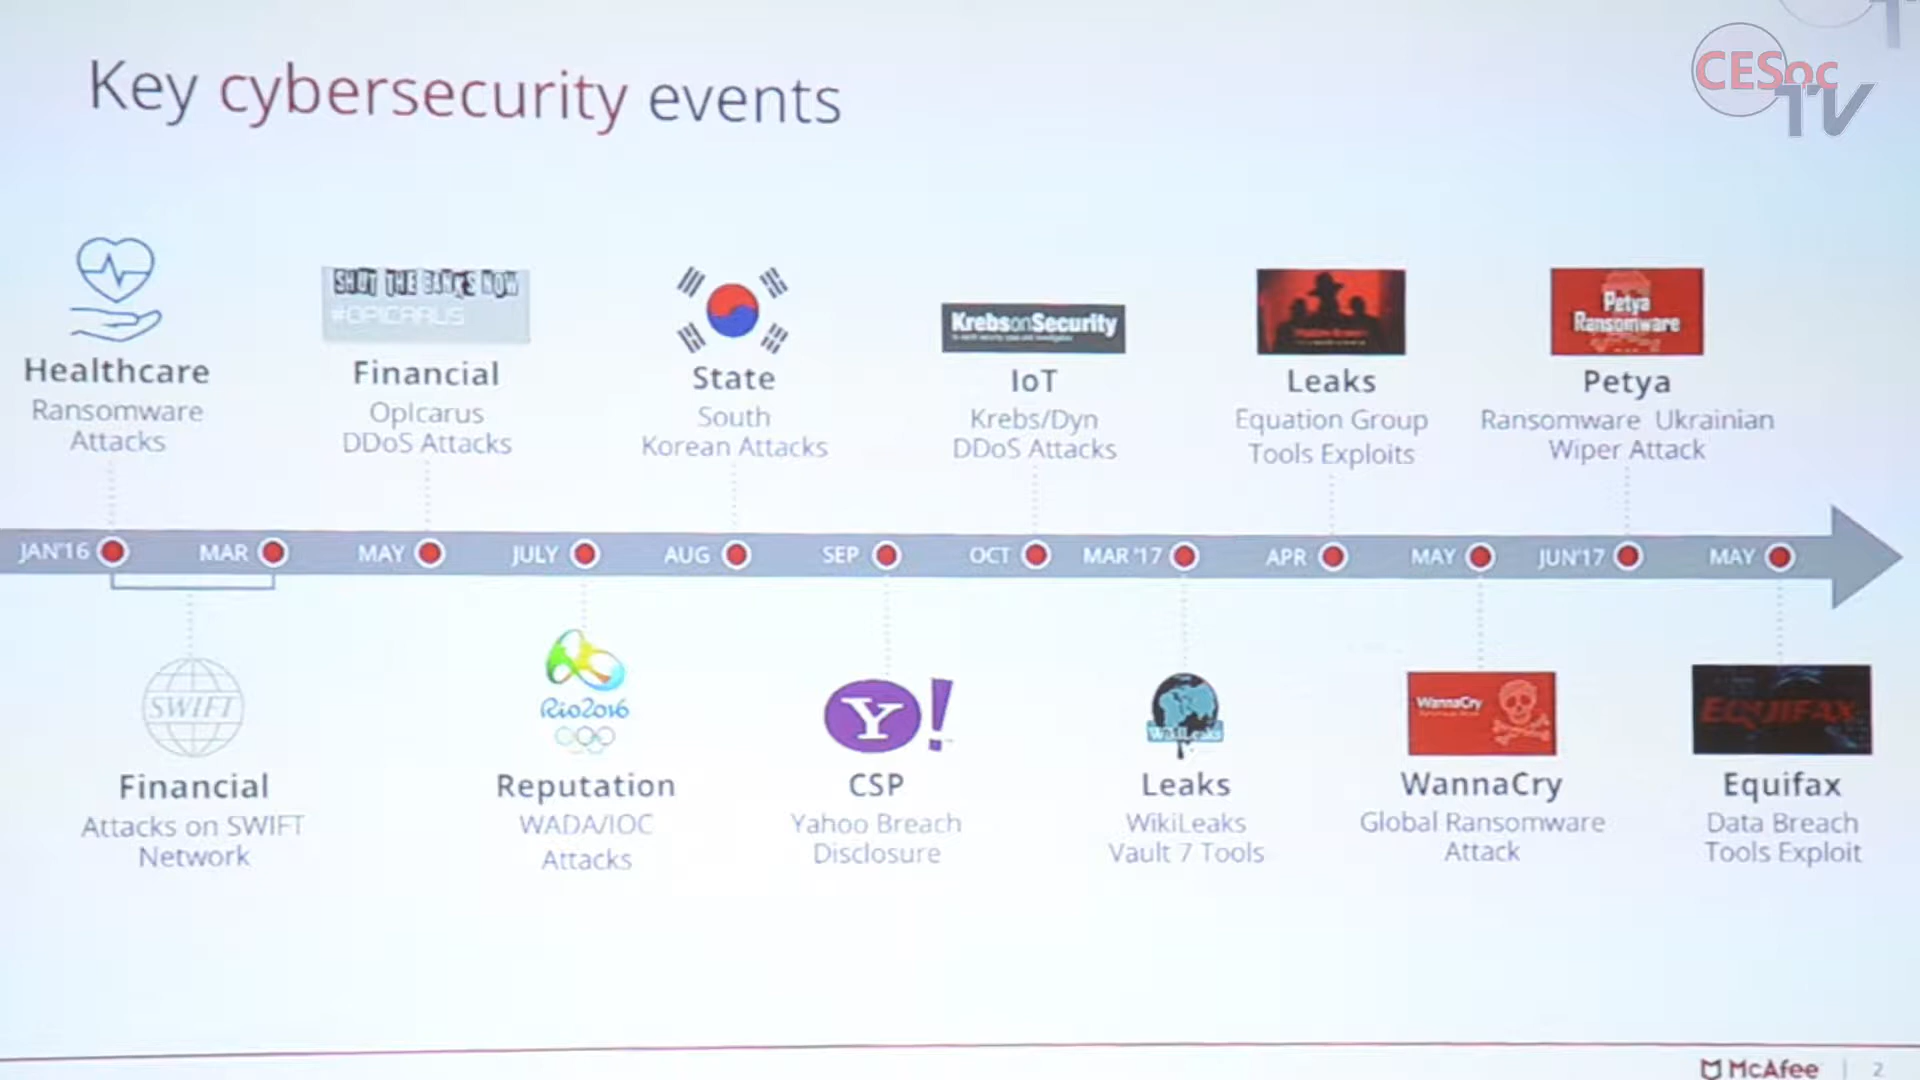 CESoc
TV
Key cybersecurity events
SHUT THE BANKS NOW
#OPICARUS
KrebsonSecurity
Petya
Ransomware
Healthcare
Ransomware
Attacks
Financial
OpIcarus
DDoS Attacks
State
South
Korean Attacks
IoT
Krebs/Dyn
DDoS Attacks
Leaks
Equation Group
Tools Exploits
Petya
Ransomware Ukrainian
Wiper Attack
JAN'16 MAR MAY JULY AUG SEP OCT MAR '17 APR MAY JUN'17 MAY
SWIFT
Rio2016
Y!
WikiLeaks
WannaCry
EQUIFAX
Financial
Attacks on SWIFT
Network
Reputation
WADA/IOC
Attacks
CSP
Yahoo Breach
Disclosure
Leaks
WikiLeaks
Vault 7 Tools
WannaCry
Global Ransomware
Attack
Equifax
Data Breach
Tools Exploit
McAfee | 2